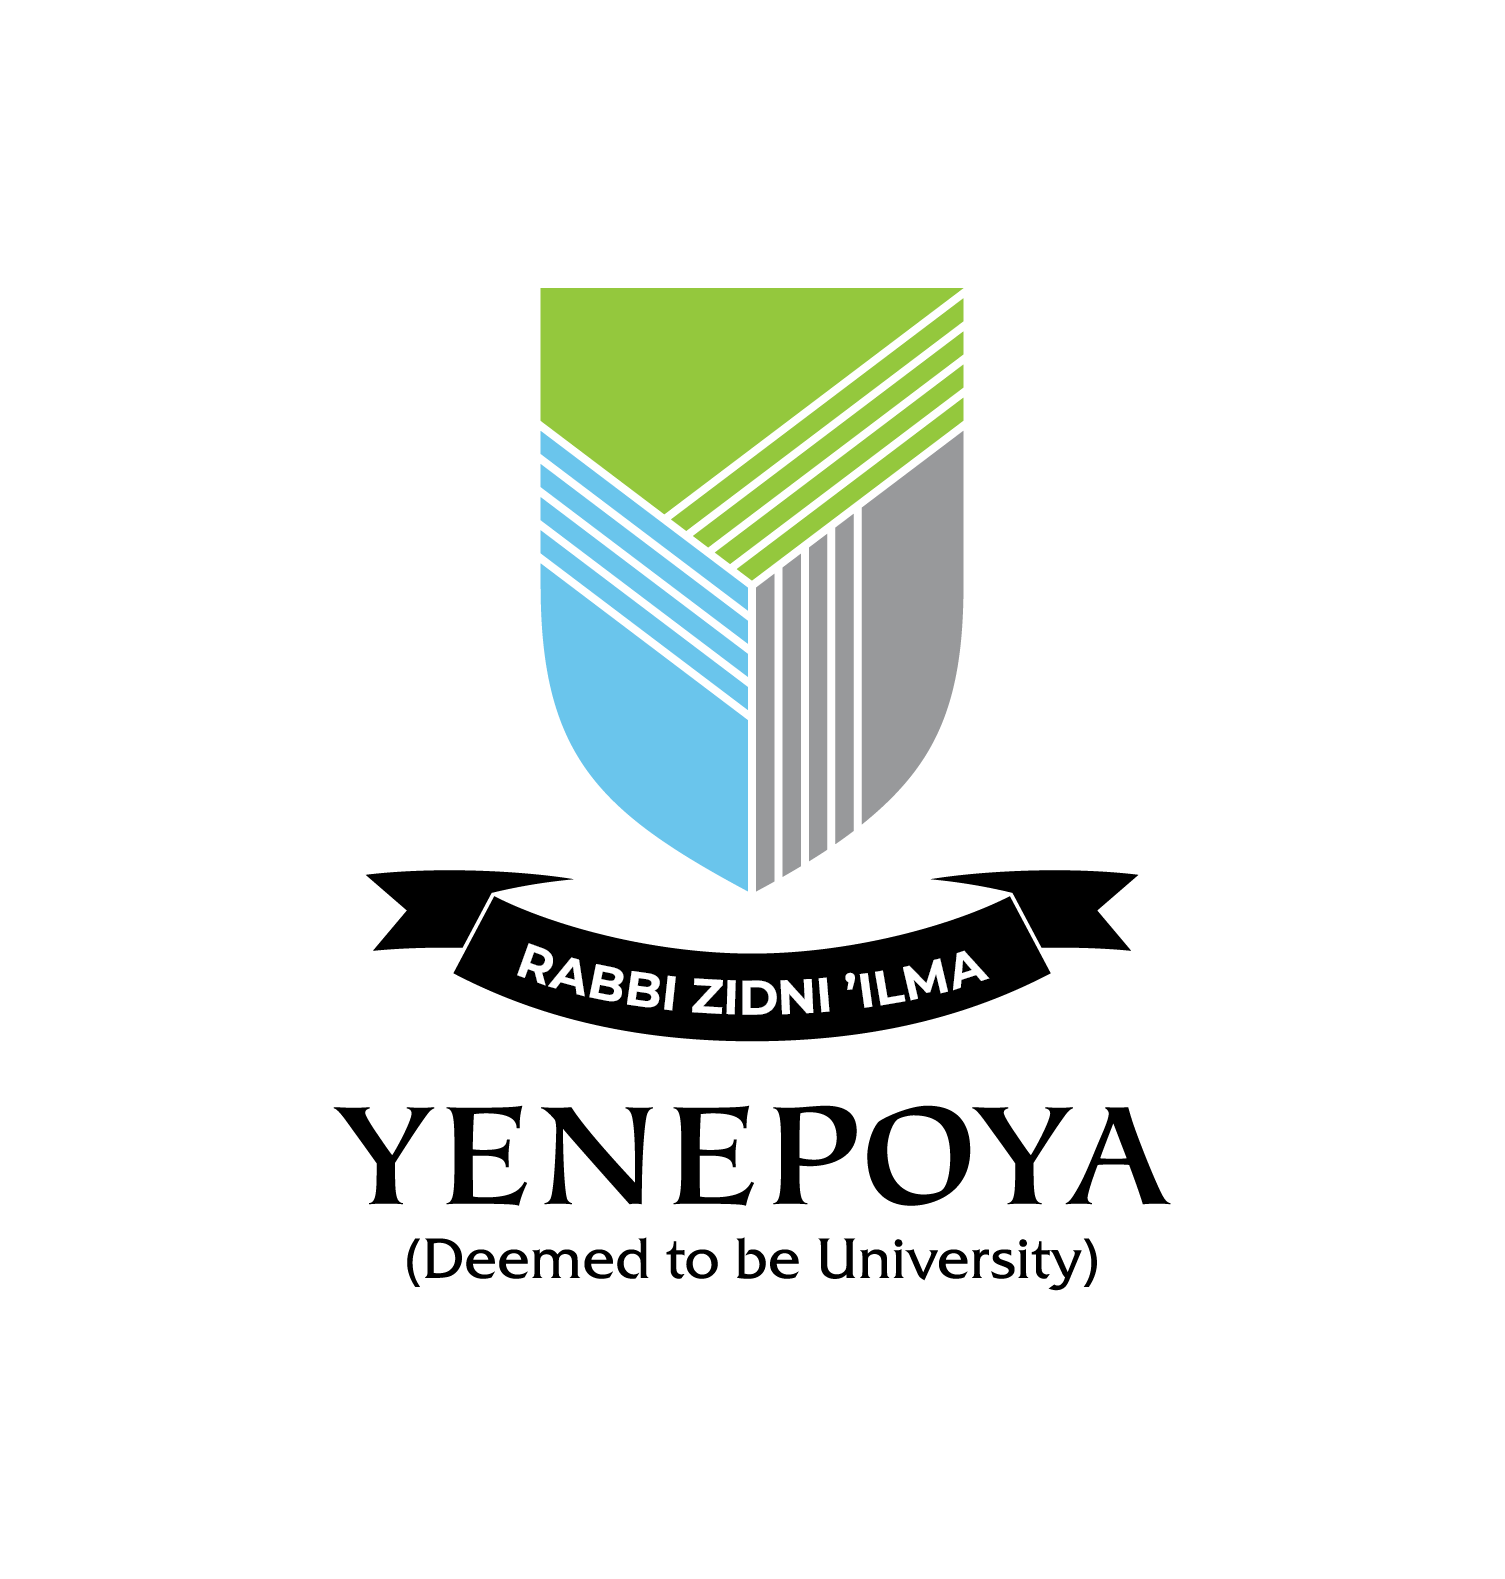 RABBI ZIDNI ’ILMA
YENEPOYA
(Deemed to be University)